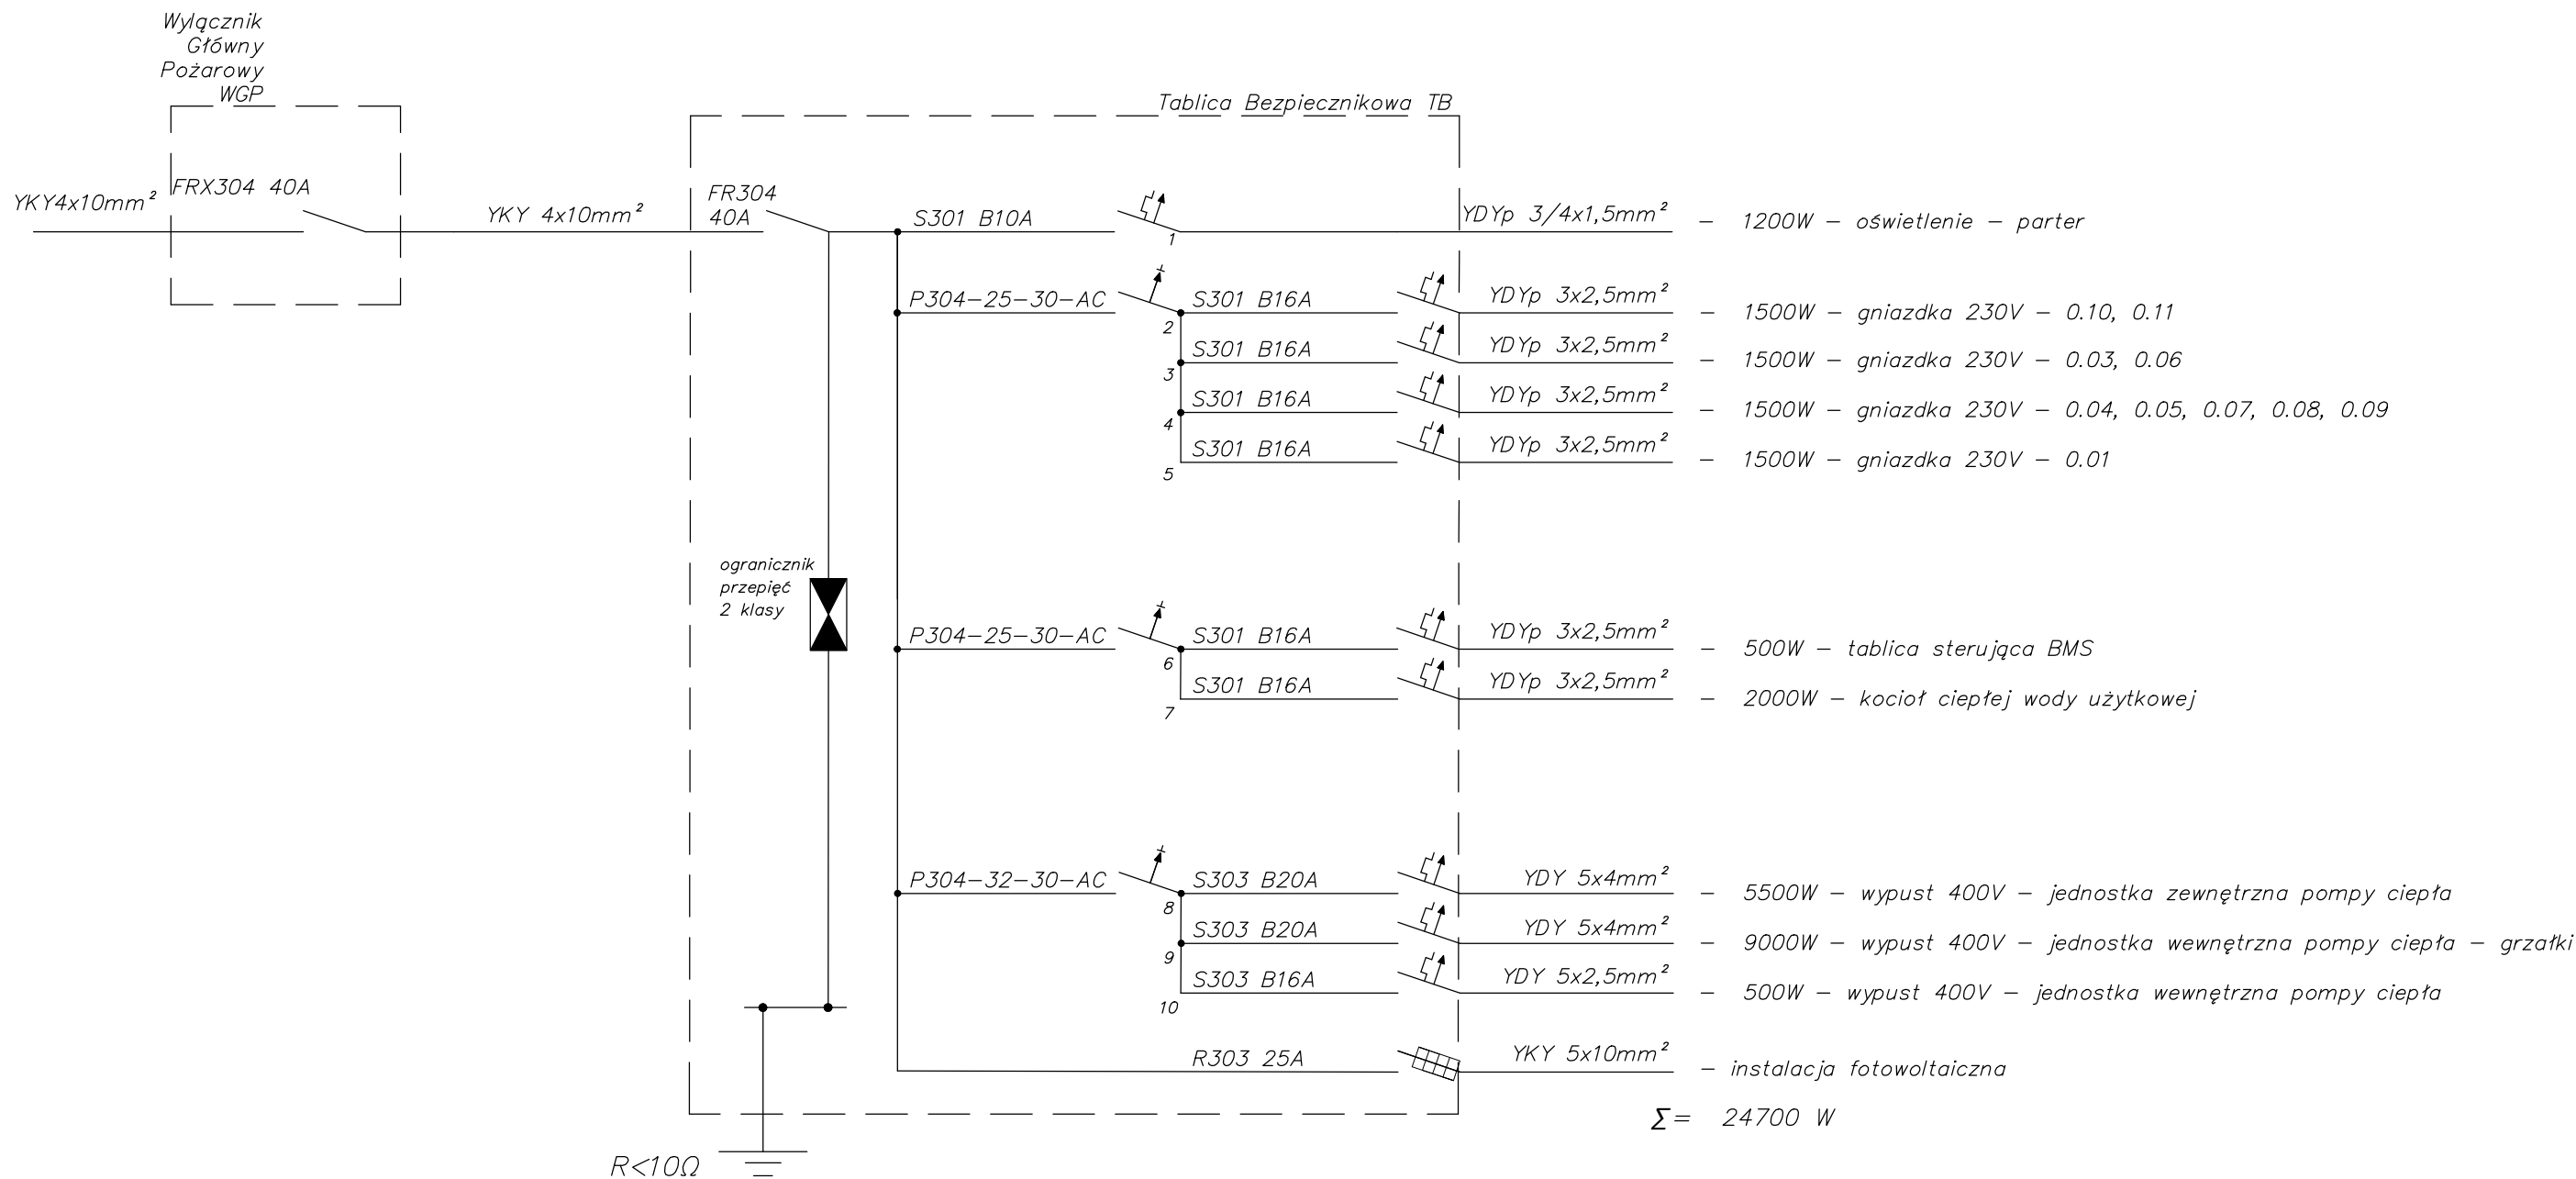 Wyłącznik
Główny
Pożarowy
WGP
Tablica Bezpiecznikowa TB
YKY4x10mm²
FRX304 40A
YKY 4x10mm²
FR304
40A
S301 B10A
1
YDYp 3/4x1,5mm²
– 1200W – oświetlenie – parter
P304-25-30-AC
2
S301 B16A
YDYp 3x2,5mm²
– 1500W – gniazdka 230V – 0.10, 0.11
3
S301 B16A
YDYp 3x2,5mm²
– 1500W – gniazdka 230V – 0.03, 0.06
4
S301 B16A
YDYp 3x2,5mm²
– 1500W – gniazdka 230V – 0.04, 0.05, 0.07, 0.08, 0.09
5
S301 B16A
YDYp 3x2,5mm²
– 1500W – gniazdka 230V – 0.01
ogranicznik
przepięć
2 klasy
P304-25-30-AC
6
S301 B16A
YDYp 3x2,5mm²
– 500W – tablica sterująca BMS
7
S301 B16A
YDYp 3x2,5mm²
– 2000W – kocioł ciepłej wody użytkowej
P304-32-30-AC
8
S303 B20A
YDY 5x4mm²
– 5500W – wypust 400V – jednostka zewnętrzna pompy ciepła
9
S303 B20A
YDY 5x4mm²
– 9000W – wypust 400V – jednostka wewnętrzna pompy ciepła – grzałki
10
S303 B16A
YDY 5x2,5mm²
– 500W – wypust 400V – jednostka wewnętrzna pompy ciepła
R303 25A
YKY 5x10mm²
– instalacja fotowoltaiczna
Σ= 24700 W
R<10Ω